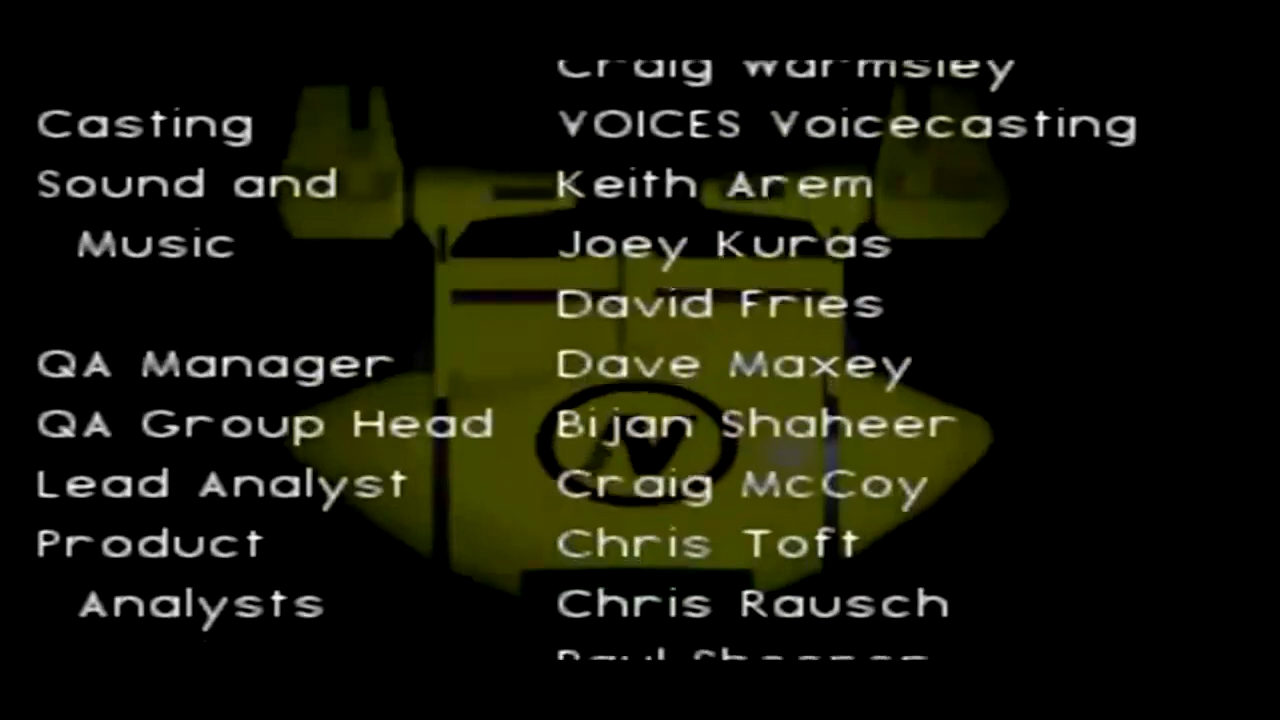 Craig Warmsley
Casting VOICES Voicecasting
Sound and Keith Arem
Music Joey Kuras
David Fries
QA Manager Dave Maxey
QA Group Head Bijan Shaheer
Lead Analyst Craig McCoy
Product Chris Toft
Analysts Chris Rausch
Paul